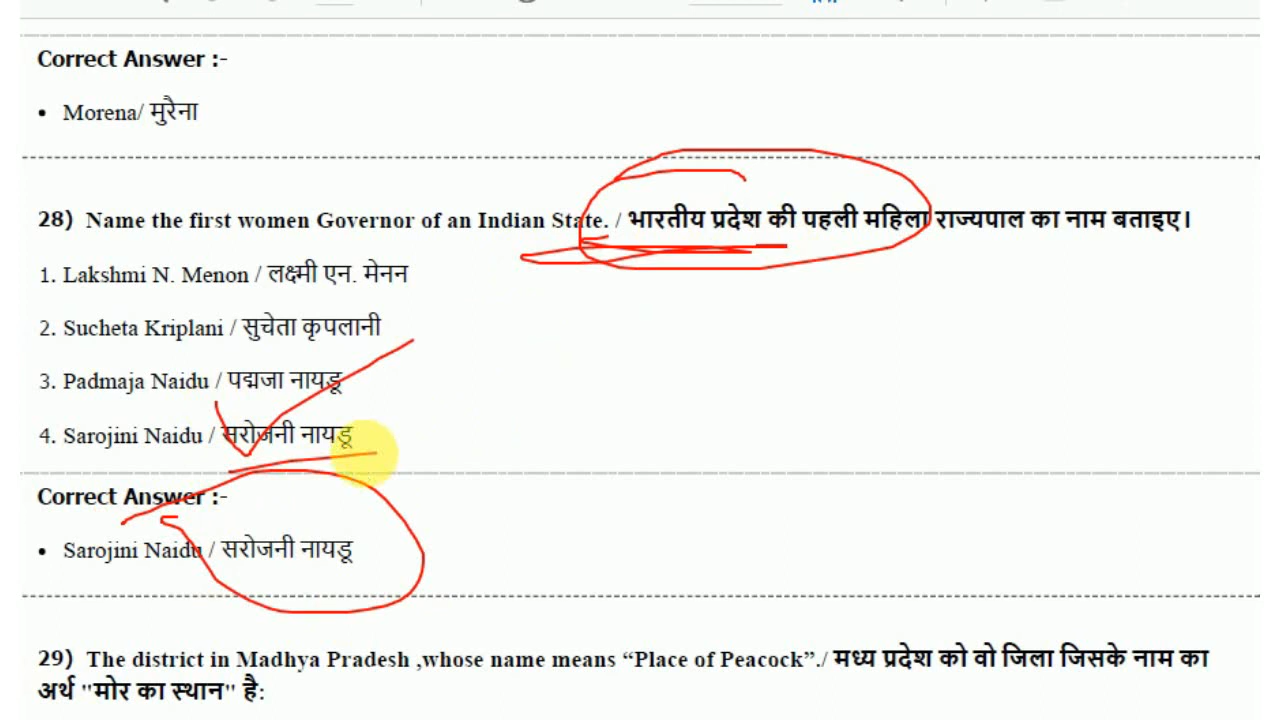 Correct Answer :-
• Morena/ मुरैना
28) Name the first women Governor of an Indian State. / भारतीय प्रदेश की पहली महिला राज्यपाल का नाम बताइए।
1. Lakshmi N. Menon / लक्ष्मी एन. मेनन
2. Sucheta Kriplani / सुचेता कृपलानी
3. Padmaja Naidu / पद्मजा नायडू
4. Sarojini Naidu / सरोजनी नायडू
Correct Answer :-
• Sarojini Naidu / सरोजनी नायडू
29) The district in Madhya Pradesh ,whose name means “Place of Peacock”./ मध्य प्रदेश को वो जिला जिसके नाम का
अर्थ "मोर का स्थान" है: